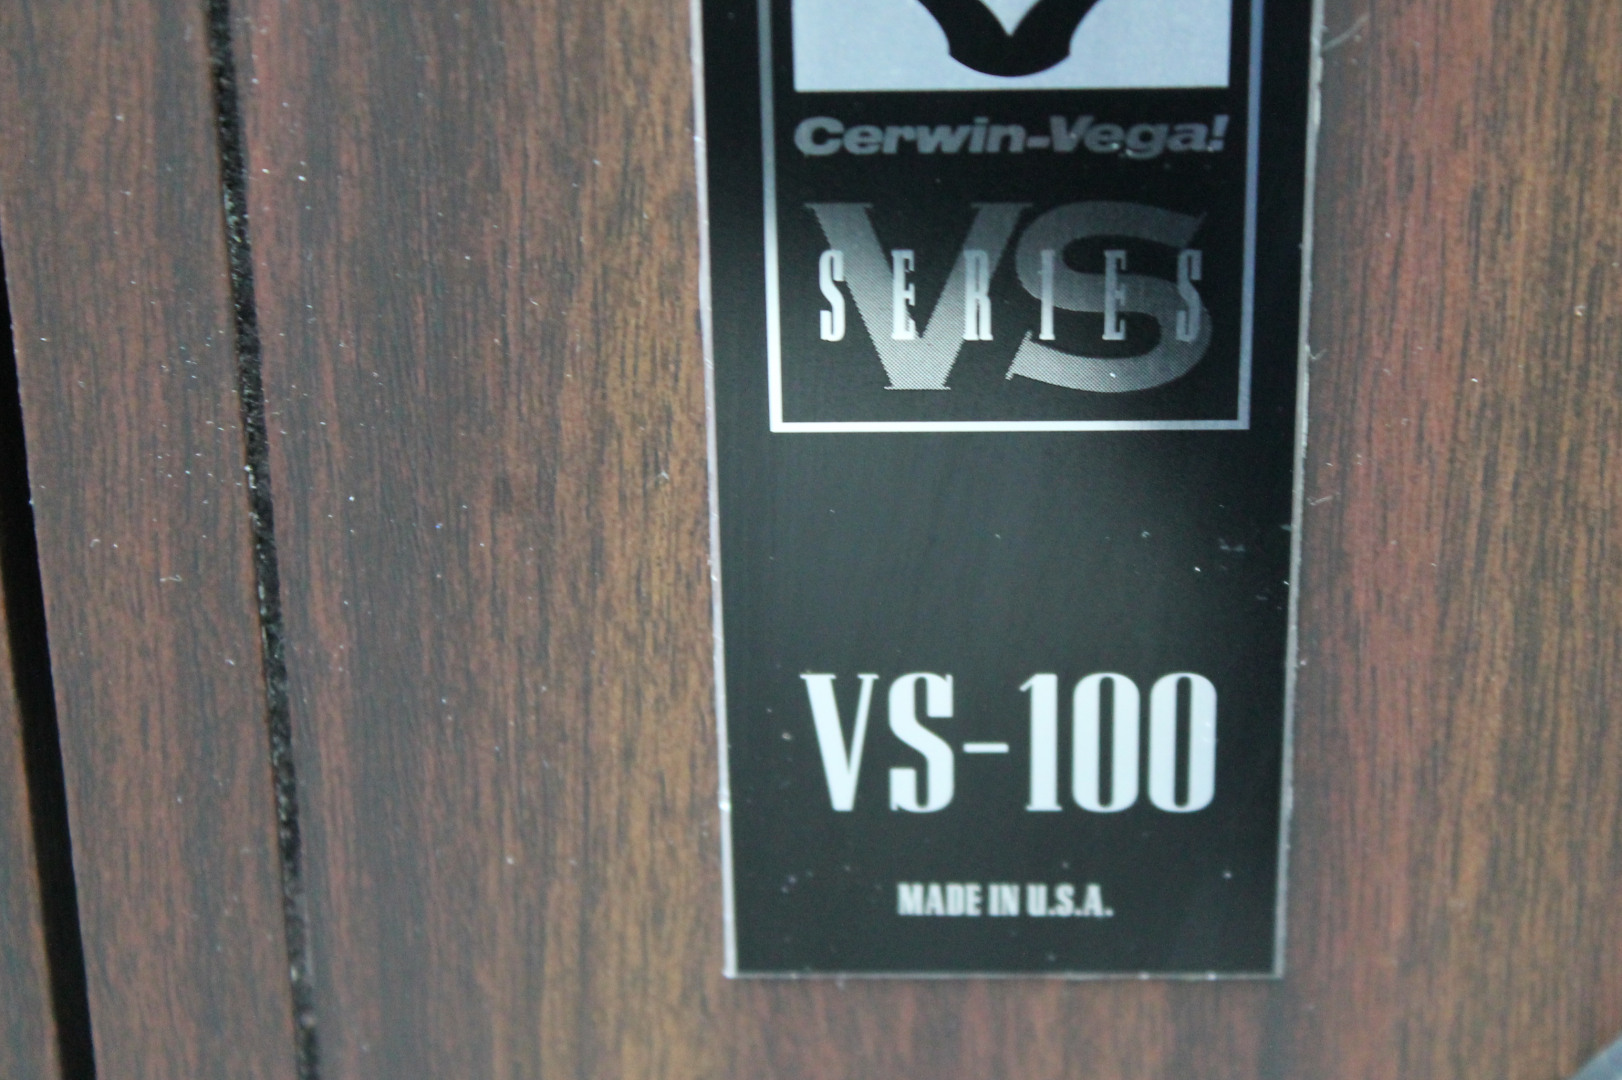 Cerwin-Vega!
VS
SERIES
VS-100
MADE IN U.S.A.